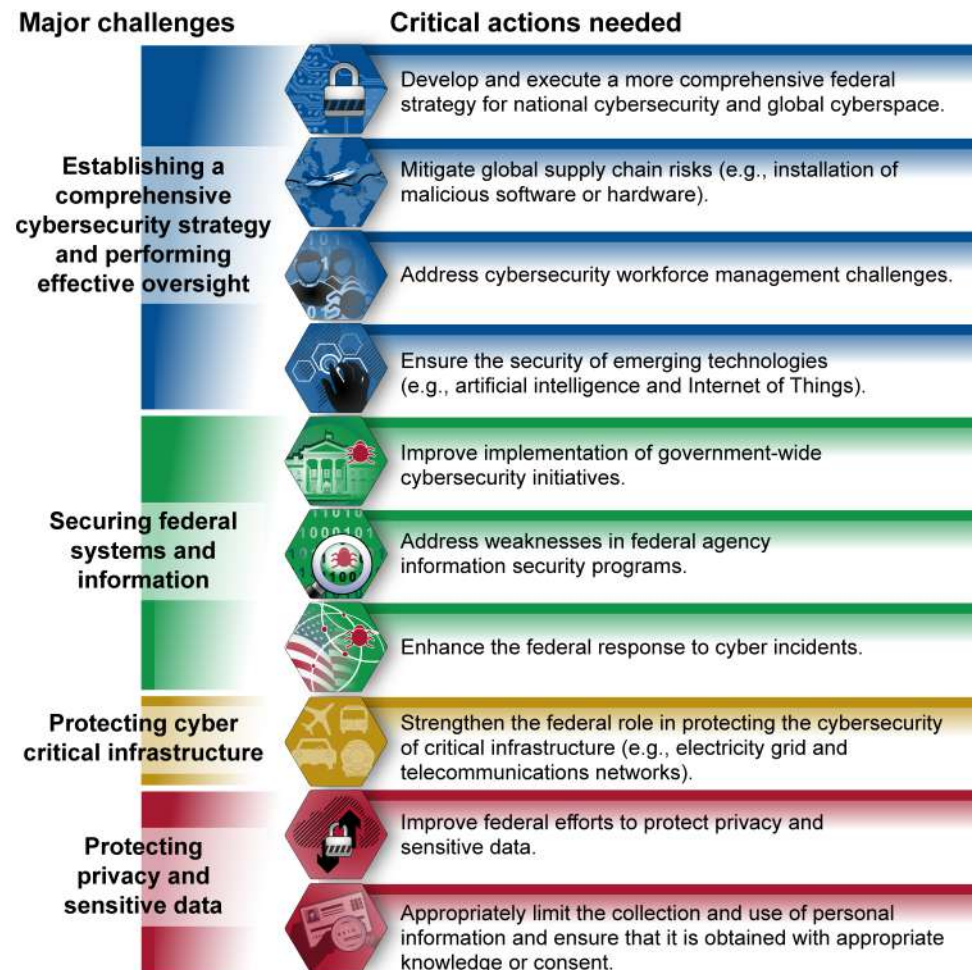 Major challenges
Critical actions needed
Establishing a
comprehensive
cybersecurity strategy
and performing
effective oversight
Develop and execute a more comprehensive federal
strategy for national cybersecurity and global cyberspace.
Mitigate global supply chain risks (e.g., installation of
malicious software or hardware).
Address cybersecurity workforce management challenges.
Ensure the security of emerging technologies
(e.g., artificial intelligence and Internet of Things).
Securing federal
systems and
information
Improve implementation of government-wide
cybersecurity initiatives.
Address weaknesses in federal agency
information security programs.
Enhance the federal response to cyber incidents.
Protecting cyber
critical infrastructure
Strengthen the federal role in protecting the cybersecurity
of critical infrastructure (e.g., electricity grid and
telecommunications networks).
Protecting
privacy and
sensitive data
Improve federal efforts to protect privacy and
sensitive data.
Appropriately limit the collection and use of personal
information and ensure that it is obtained with appropriate
knowledge or consent.